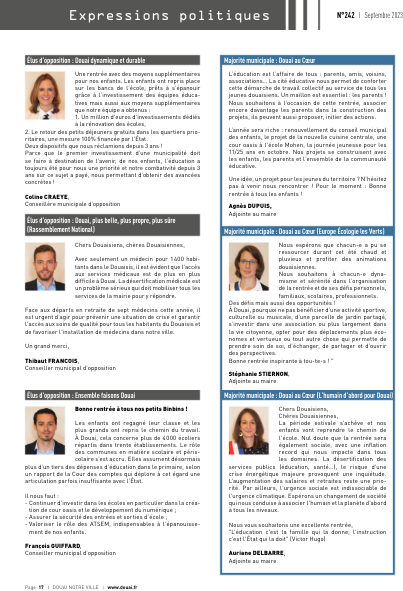 Expressions politiques
N°242 | Septembre 2023
Élus d'opposition : Douai dynamique et durable
Une rentrée avec des moyens supplémentaires
pour nos enfants. Les enfants ont repris place
sur les bancs de l'école, prêts à s'épanouir
grâce à l'investissement des équipes éduca-
tives mais aussi aux moyens supplémentaires
que notre équipe a obtenus :
1. Un million d'euros d'investissements dédiés
à la rénovation des écoles,
2. Le retour des petits déjeuners gratuits dans les quartiers prio-
ritaires, une mesure 100% financée par l'État.
Deux dispositifs que nous réclamions depuis 3 ans !
Parce que le premier investissement d'une municipalité doit
se faire à destination de l'avenir, de nos enfants, l'éducation a
toujours été pour nous une priorité et notre combativité depuis 3
ans sur ce sujet a payé, nous permettant d'obtenir des avancées
concrètes !
Coline CRAEYE,
Conseillère municipale d'opposition
Élus d'opposition : Douai, plus belle, plus propre, plus sûre
(Rassemblement National)
Chers Douaisiens, chères Douaisiennes,
Avec seulement un médecin pour 1400 habi-
tants dans le Douaisis, il est évident que l'accès
aux services médicaux est de plus en plus
difficile à Douai. La désertification médicale est
un problème sérieux qui doit mobiliser tous les
services de la mairie pour y répondre.
Face aux départs en retraite de sept médecins cette année, il
est urgent d'agir pour prévenir une situation de crise et garantir
l'accès aux soins de qualité pour tous les habitants du Douaisis et
de favoriser l'installation de médecins dans notre ville.
Un grand merci,
Thibaut FRANCOIS,
Conseiller municipal d'opposition
Élus d'opposition : Ensemble faisons Douai
Bonne rentrée à tous nos petits Binbins !
Les enfants ont regagné leur classe et les
plus grands ont repris le chemin du travail.
À Douai, cela concerne plus de 4000 écoliers
répartis dans trente établissements. Le rôle
des communes en matière scolaire et péris-
colaire s'est accru. Elles assument désormais
plus d'un tiers des dépenses d'éducation dans le primaire, selon
un rapport de la Cour des comptes qui déplore à cet égard une
articulation parfois insuffisante avec l'État.
Il nous faut :
- Continuer d'investir dans les écoles en particulier dans la créa-
tion de cour oasis et le développement du numérique ;
- Assurer la sécurité des entrées et sorties d'école ;
- Valoriser le rôle des ATSEM, indispensables à l'épanouisse-
ment de nos enfants.
François GUIFFARD,
Conseiller municipal d'opposition
Majorité municipale : Douai au Cœur
L'éducation est l'affaire de tous : parents, amis, voisins,
associations... La cité éducative nous permet de conforter
cette démarche de travail collectif au service de tous les
jeunes douaisiens. Un maillon est essentiel : les parents !
Nous souhaitons à l'occasion de cette rentrée, associer
encore davantage les parents dans la construction des
projets, ils peuvent aussi proposer, initier des actions.
L'année sera riche : renouvellement du conseil municipal
des enfants, le projet de la nouvelle cuisine centrale, une
cour oasis à l'école Mohen, la journée jeunesse pour les
11/25 ans en octobre. Nos projets se construisent avec
les enfants, les parents et l'ensemble de la communauté
éducative.
Une idée, un projet pour les jeunes du territoire ? N'hésitez
pas à venir nous rencontrer ! Pour le moment : Bonne
rentrée à tous les enfants !
Agnès DUPUIS,
Adjointe au maire
Majorité municipale : Douai au Cœur (Europe Écologie les Verts)
Nous espérons que chacun·e a pu se
ressourcer durant cet été chaud et
pluvieux et profiter des animations
douaisiennes.
Nous souhaitons à chacun·e dyna-
misme et sérénité dans l'organisation
de la rentrée et de ses défis personnels,
familiaux, scolaires, professionnels.
Des défis mais aussi des opportunités !
À Douai, pourquoi ne pas bénéficier d'une activité sportive,
culturelle ou musicale, d'une parcelle de jardin partagé,
s'investir dans une association ou plus largement dans
la vie citoyenne, opter pour des déplacements plus éco-
nomes et vertueux ou tout autre chose qui permette de
prendre soin de soi, d'échanger, de partager et d'ouvrir
des perspectives.
Bonne rentrée inspirante à tou·te·s ! "
Stéphanie STIERNON,
Adjointe au maire
Majorité municipale : Douai au Cœur (L'humain d'abord pour Douai)
Chers Douaisiens,
Chères Douaisiennes,
La période estivale s'achève et nos
enfants vont reprendre le chemin de
l'école. Nul doute que la rentrée sera
également sociale, avec une inflation
record qui nous impacte dans tous
les domaines. La désertification des
services publics (éducation, santé...), le risque d'une
crise énergétique majeure provoquent une inquiétude.
L'augmentation des salaires et retraites reste une prio-
rité. Par ailleurs, l'urgence sociale est indissociable de
l'urgence climatique. Espérons un changement de société
qui nous conduise à associer l'humain et la planète d'abord
à tous les niveaux.
Nous vous souhaitons une excellente rentrée,
"L'éducation c'est la famille qui la donne; l'instruction
c'est l'État qui la doit" (Victor Hugo)
Auriane DELBARRE,
Adjointe au maire
Page 17 | DOUAI NOTRE VILLE | www.douai.fr